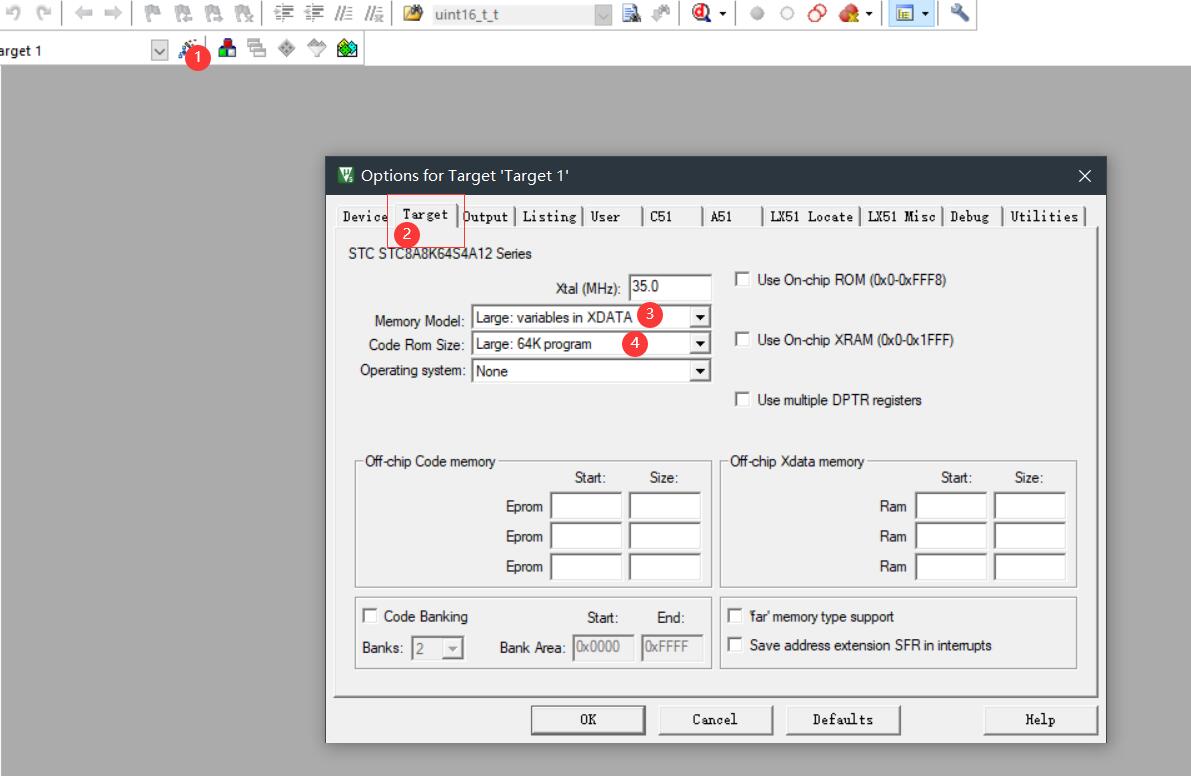 uint16_t_t
arget 1
1
Options for Target 'Target 1'
Device Target Output Listing User C51 A51 LX51 Locate LX51 Misc Debug Utilities
2
STC STC8A8K64S4A12 Series
Xtal (MHz): 35.0
Use On-chip ROM (0x0-0xFFF8)
Memory Model: Large: variables in XDATA 3
Code Rom Size: Large: 64K program 4
Use On-chip XRAM (0x0-0x1FFF)
Operating system: None
Use multiple DPTR registers
Off-chip Code memory
Start: Size:
Eprom
Eprom
Eprom
Off-chip Xdata memory
Start: Size:
Ram
Ram
Ram
Code Banking Start: End:
Banks: 2 Bank Area: 0x0000 0xFFFF
'far' memory type support
Save address extension SFR in interrupts
OK Cancel Defaults Help